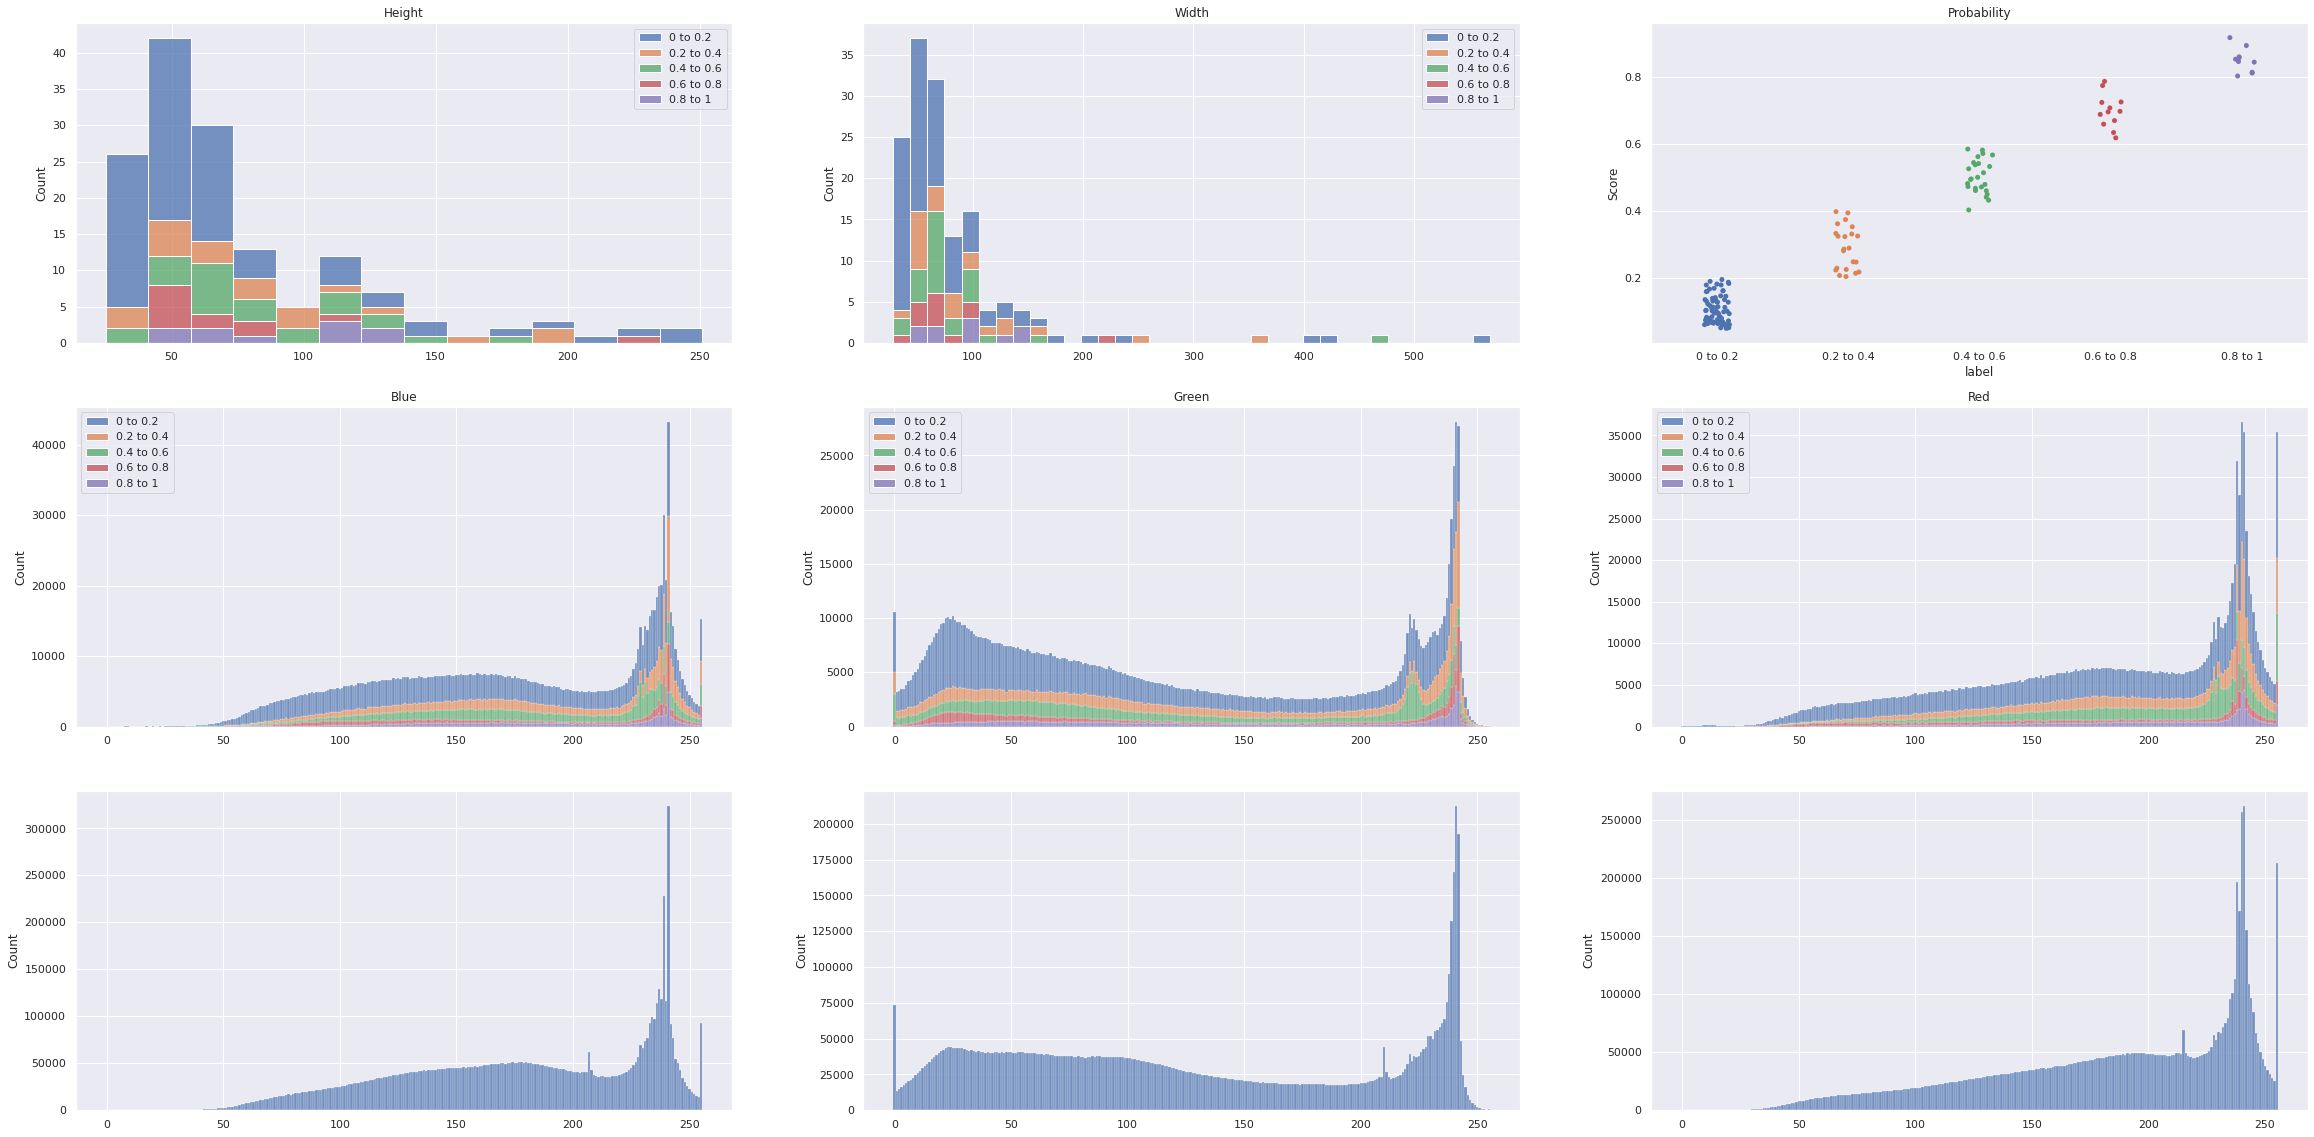 Height
Count
40
35
30
25
20
15
10
5
0
50
100
150
200
250
0 to 0.2
0.2 to 0.4
0.4 to 0.6
0.6 to 0.8
0.8 to 1
Width
Count
35
30
25
20
15
10
5
0
100
200
300
400
500
0 to 0.2
0.2 to 0.4
0.4 to 0.6
0.6 to 0.8
0.8 to 1
Probability
Score
0.8
0.6
0.4
0.2
0 to 0.2
0.2 to 0.4
0.4 to 0.6
0.6 to 0.8
0.8 to 1
label
Blue
Count
40000
30000
20000
10000
0
0
50
100
150
200
250
0 to 0.2
0.2 to 0.4
0.4 to 0.6
0.6 to 0.8
0.8 to 1
Green
Count
25000
20000
15000
10000
5000
0
0
50
100
150
200
250
0 to 0.2
0.2 to 0.4
0.4 to 0.6
0.6 to 0.8
0.8 to 1
Red
Count
35000
30000
25000
20000
15000
10000
5000
0
0
50
100
150
200
250
0 to 0.2
0.2 to 0.4
0.4 to 0.6
0.6 to 0.8
0.8 to 1
Count
300000
250000
200000
150000
100000
50000
0
0
50
100
150
200
250
Count
200000
175000
150000
125000
100000
75000
50000
25000
0
0
50
100
150
200
250
Count
250000
200000
150000
100000
50000
0
0
50
100
150
200
250